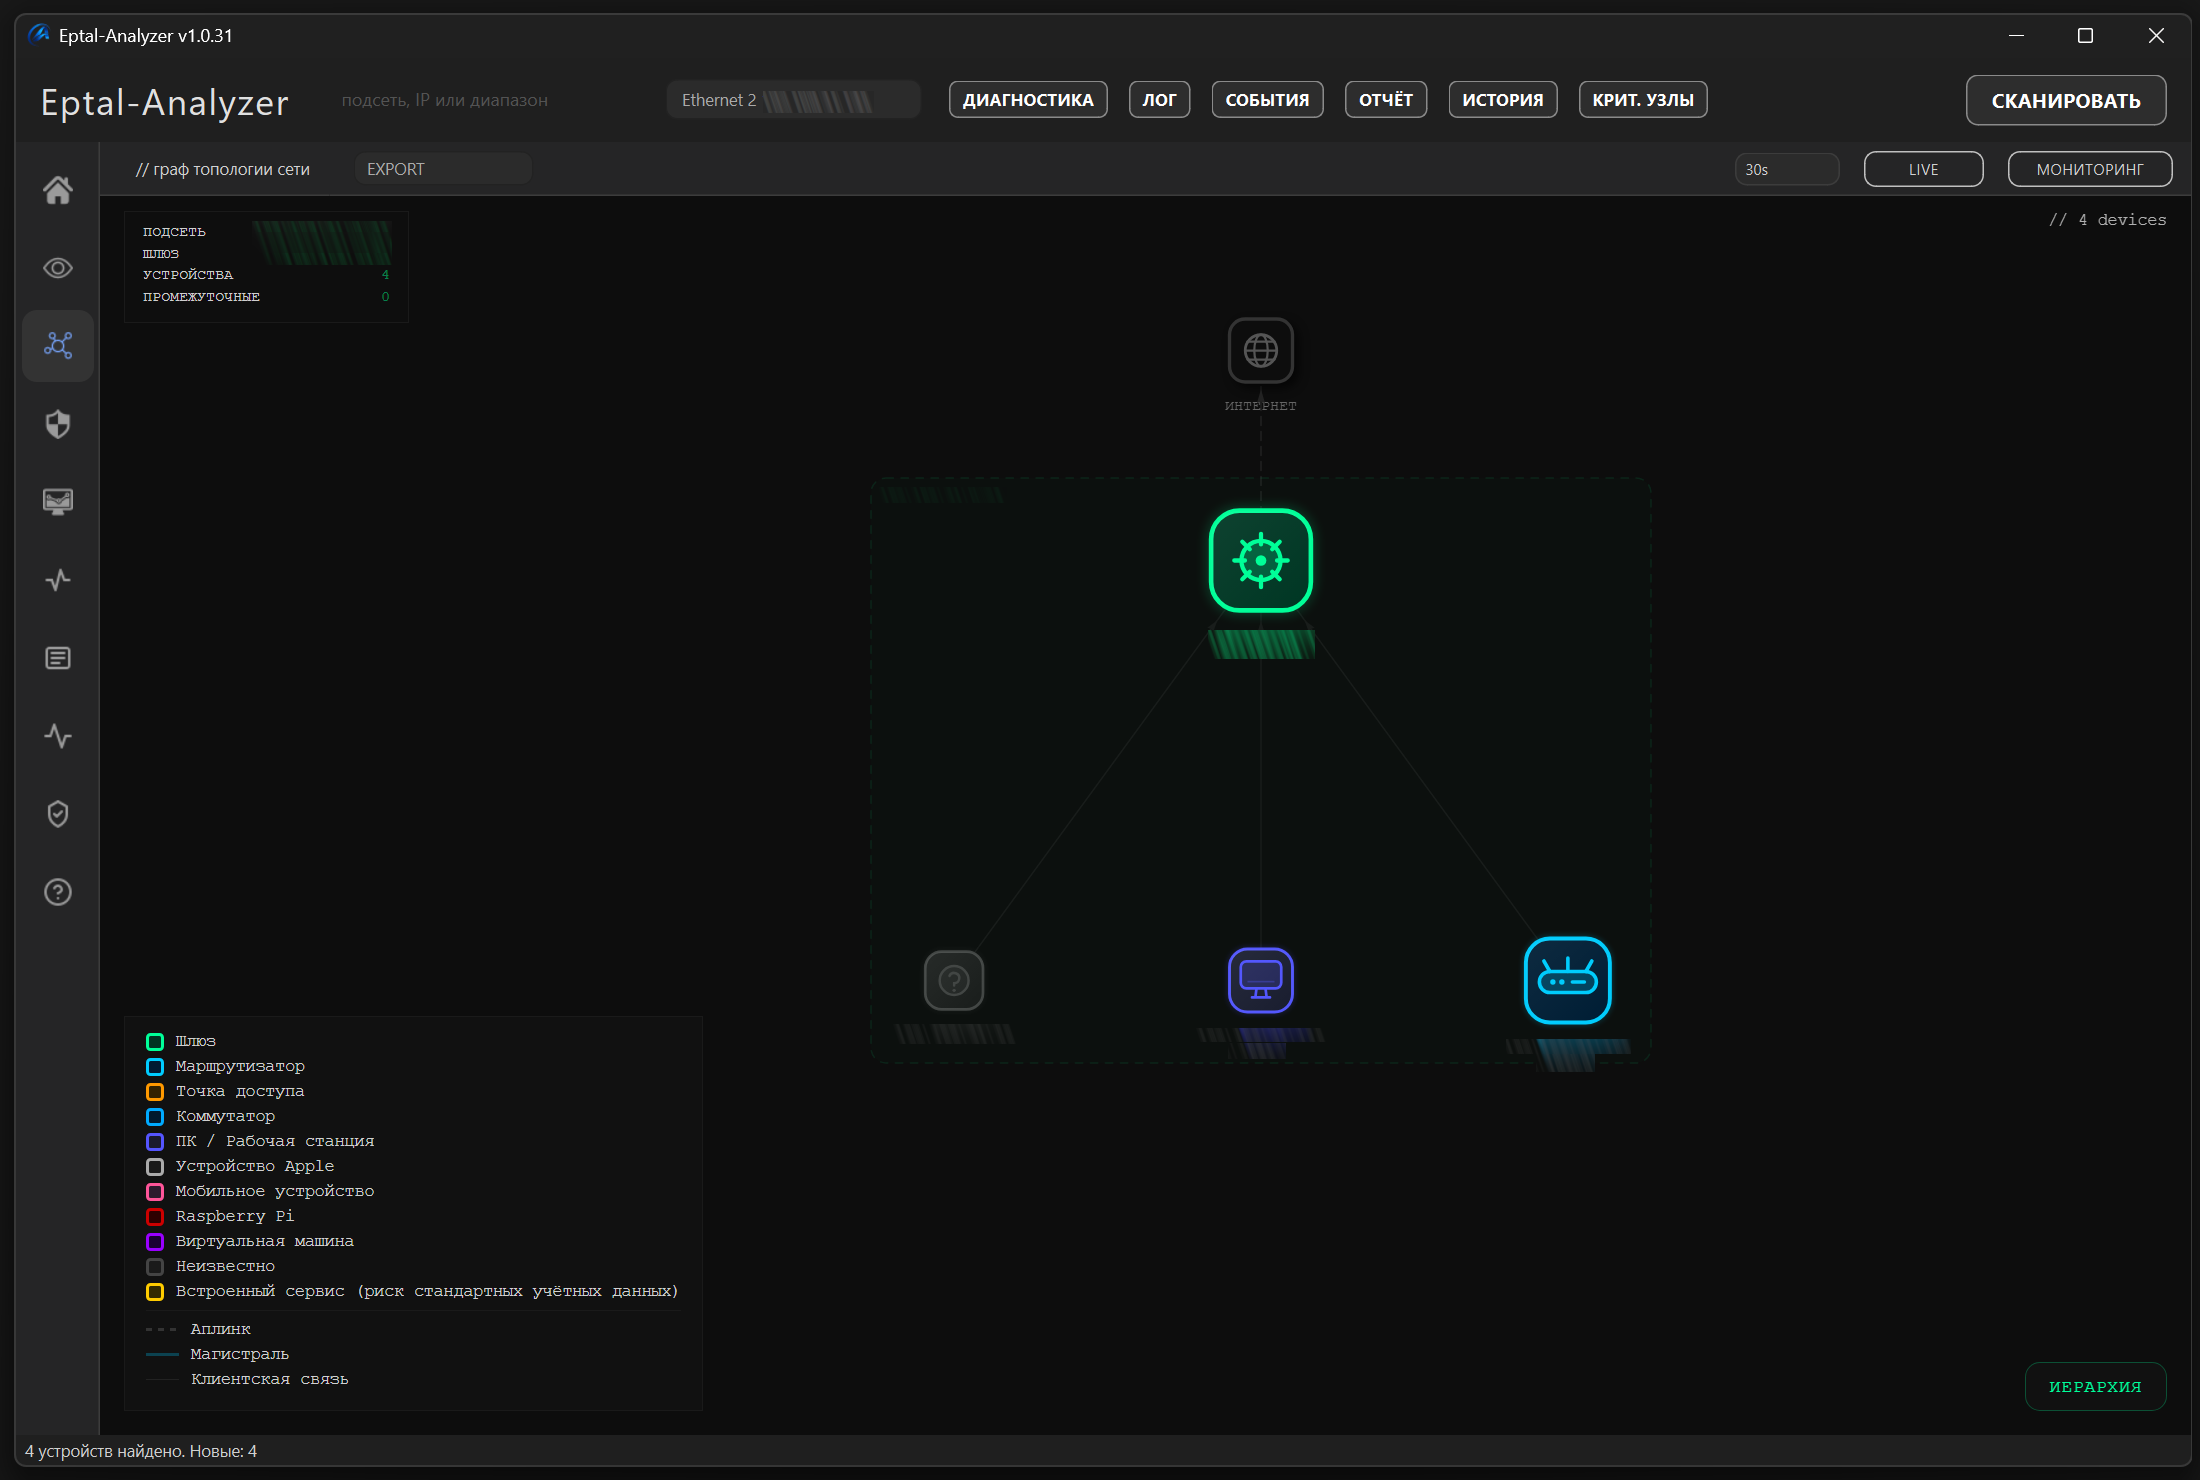 Eptal-Analyzer v1.0.31
Eptal-Analyzer
подсеть, IP или диапазон
Ethernet 2
ДИАГНОСТИКА
ЛОГ
СОБЫТИЯ
ОТЧЁТ
ИСТОРИЯ
КРИТ. УЗЛЫ
СКАНИРОВАТЬ
// граф топологии сети
EXPORT
30s
LIVE
МОНИТОРИНГ
// 4 devices
ПОДСЕТЬ
ШЛЮЗ
УСТРОЙСТВА 4
ПРОМЕЖУТОЧНЫЕ 0
ИНТЕРНЕТ
Шлюз
Маршрутизатор
Точка доступа
Коммутатор
ПК / Рабочая станция
Устройство Apple
Мобильное устройство
Raspberry Pi
Виртуальная машина
Неизвестно
Встроенный сервис (риск стандартных учётных данных)
Аплинк
Магистраль
Клиентская связь
ИЕРАРХИЯ
4 устройств найдено. Новые: 4